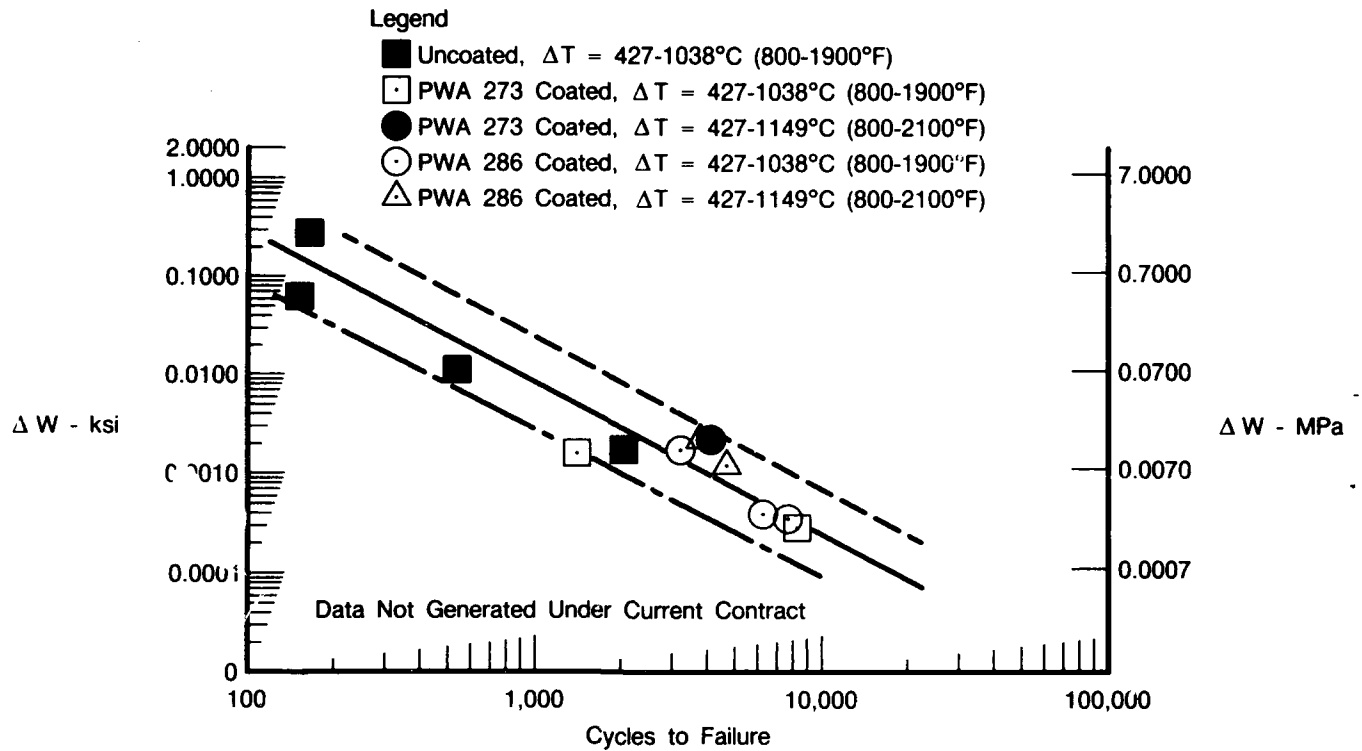 Legend
Uncoated, ΔT = 427-1038°C (800-1900°F)
PWA 273 Coated, ΔT = 427-1038°C (800-1900°F)
PWA 273 Coated, ΔT = 427-1149°C (800-2100°F)
PWA 286 Coated, ΔT = 427-1038°C (800-1900°F)
PWA 286 Coated, ΔT = 427-1149°C (800-2100°F)
2.0000
1.0000
0.1000
0.0100
0
ΔW - ksi
7.0000
0.7000
0.0700
0.0070
0.0007
ΔW - MPa
Data Not Generated Under Current Contract
100
1,000
10,000
100,000
Cycles to Failure